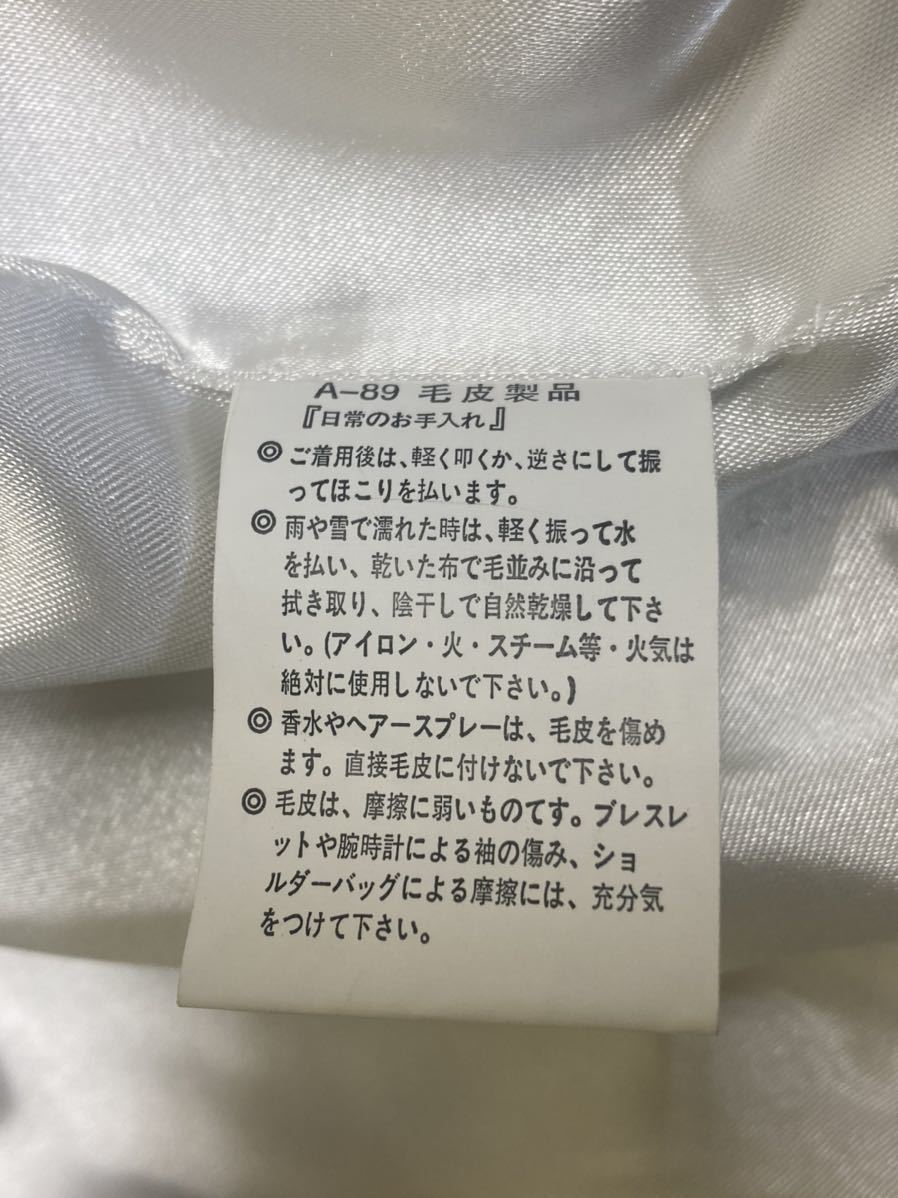 A-89 毛皮製品
『日常のお手入れ』
◎ ご着用後は、軽く叩くか、逆さにして振
ってほこりを払います。
◎ 雨や雪で濡れた時は、軽く振って水
を払い、乾いた布で毛並みに沿って
拭き取り、陰干しで自然乾燥して下さ
い。(アイロン・火・スチーム等・火気は
絶対に使用しないで下さい。)
◎ 香水やヘアースプレーは、毛皮を傷め
ます。直接毛皮に付けないで下さい。
◎ 毛皮は、摩擦に弱いものてす。ブレスレ
ットや腕時計による袖の傷み、ショ
ルダーバッグによる摩擦には、充分気
をつけて下さい。